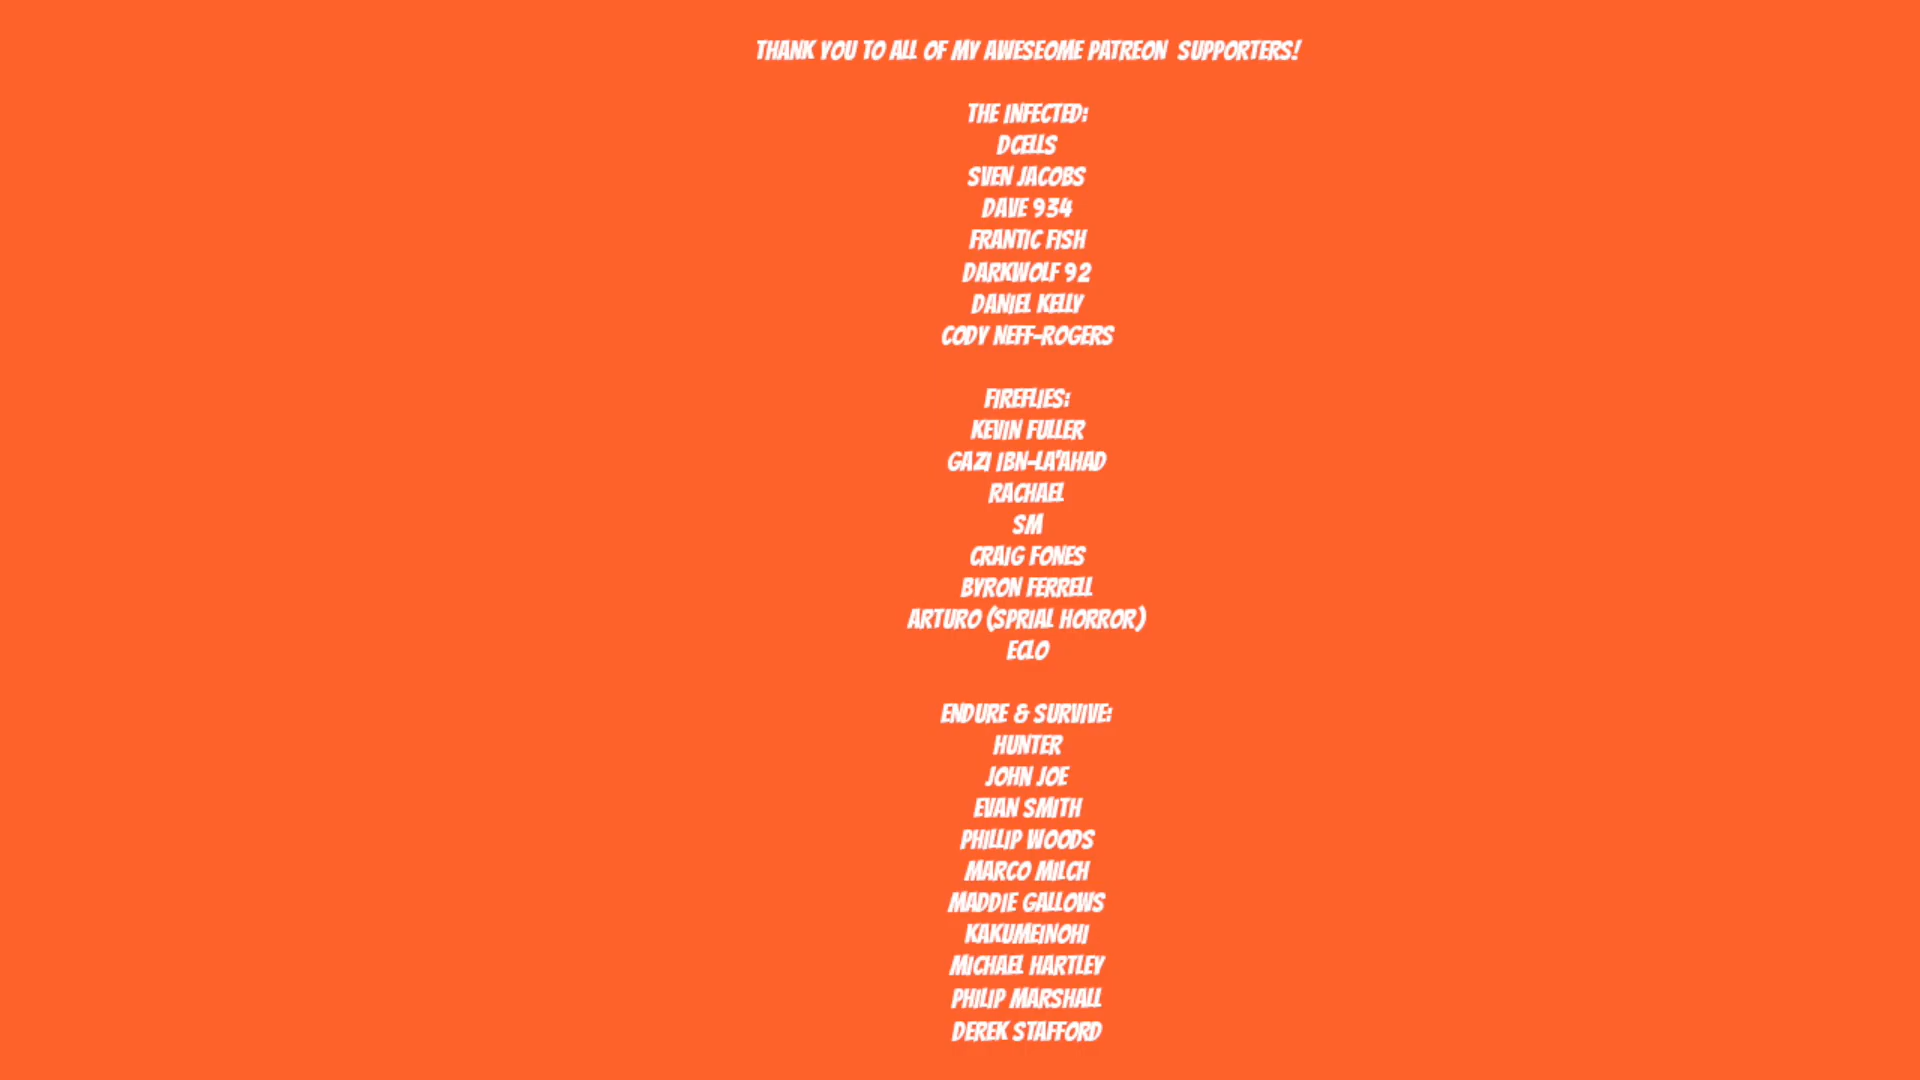 THANK YOU TO ALL OF MY AWESEOME PATREON SUPPORTERS!
THE INFECTED:
DCELLS
SVEN JACOBS
DAVE 934
FRANTIC FISH
DARKWOLF 92
DANIEL KELLY
CODY NEFF-ROGERS
FIREFLIES:
KEVIN FULLER
GAZI IBN-LA'AHAD
RACHAEL
SM
CRAIG FONES
BYRON FERRELL
ARTURO (SPRIAL HORROR)
ECLO
ENDURE & SURVIVE:
HUNTER
JOHN JOE
EVAN SMITH
PHILLIP WOODS
MARCO MILCH
MADDIE GALLOWS
KAKUMEINOHI
MICHAEL HARTLEY
PHILIP MARSHALL
DEREK STAFFORD